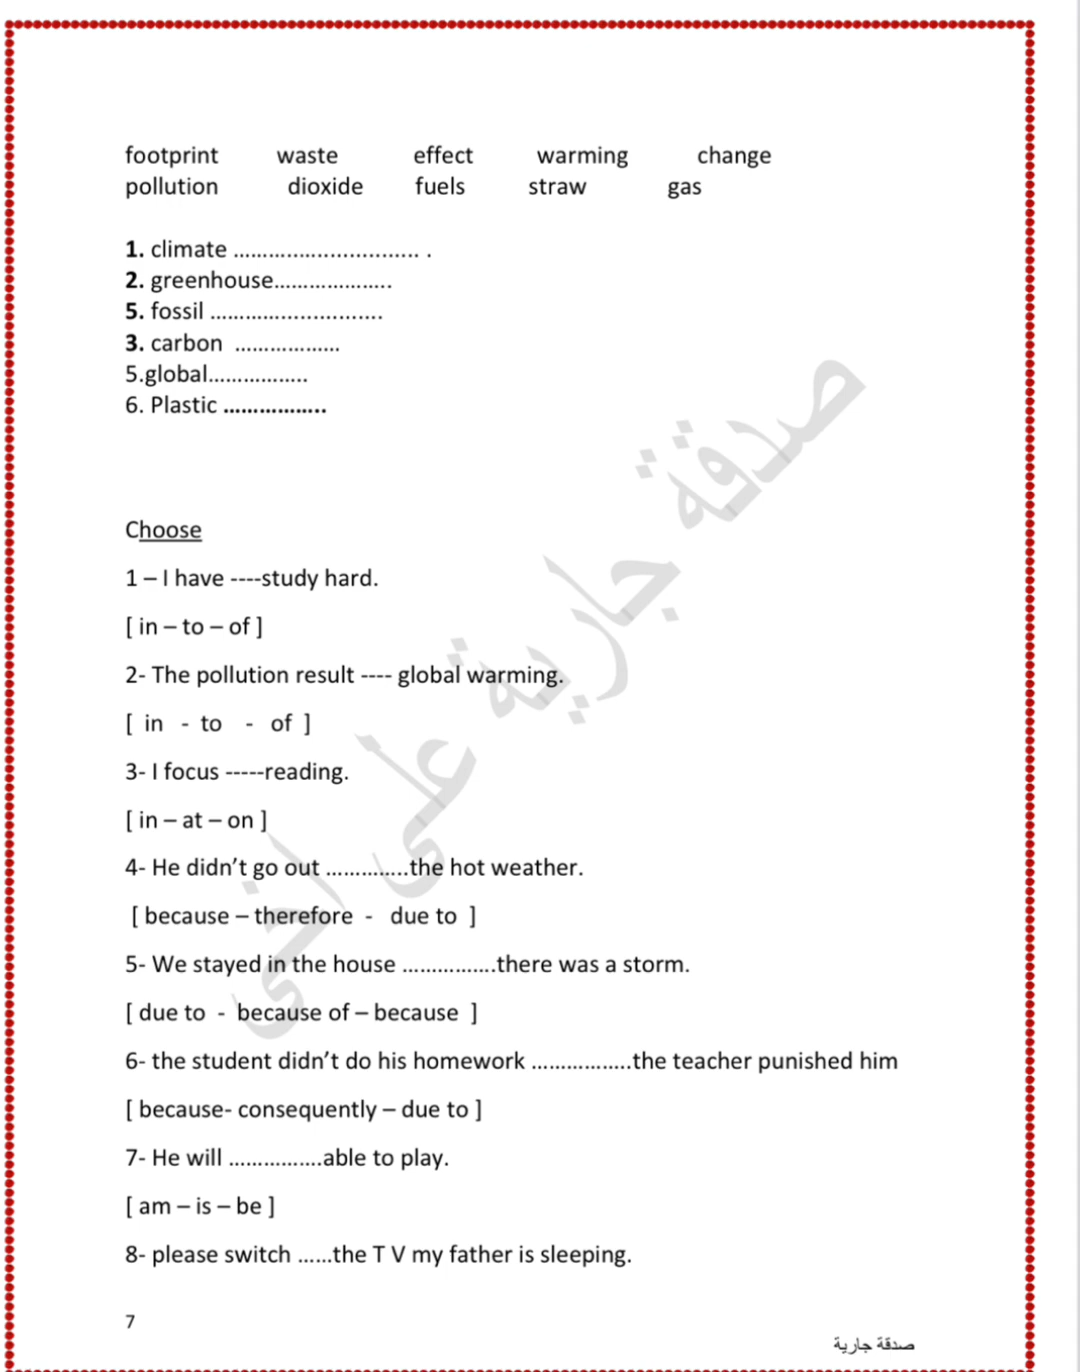 footprint waste effect warming change
pollution dioxide fuels straw gas
1. climate ................................ .
2. greenhouse....................
5. fossil ..............................
3. carbon ..................
5.global.................
6. Plastic ..................
Choose
1 – I have ----study hard.
[ in – to – of ]
2- The pollution result ---- global warming.
[ in - to - of ]
3- I focus -----reading.
[ in – at – on ]
4- He didn’t go out ..............the hot weather.
[ because – therefore - due to ]
5- We stayed in the house ................there was a storm.
[ due to - because of – because ]
6- the student didn’t do his homework .................the teacher punished him
[ because- consequently – due to ]
7- He will ................able to play.
[ am – is – be ]
8- please switch ......the T V my father is sleeping.
7
صدقة جارية
صدقة جارية على اخى